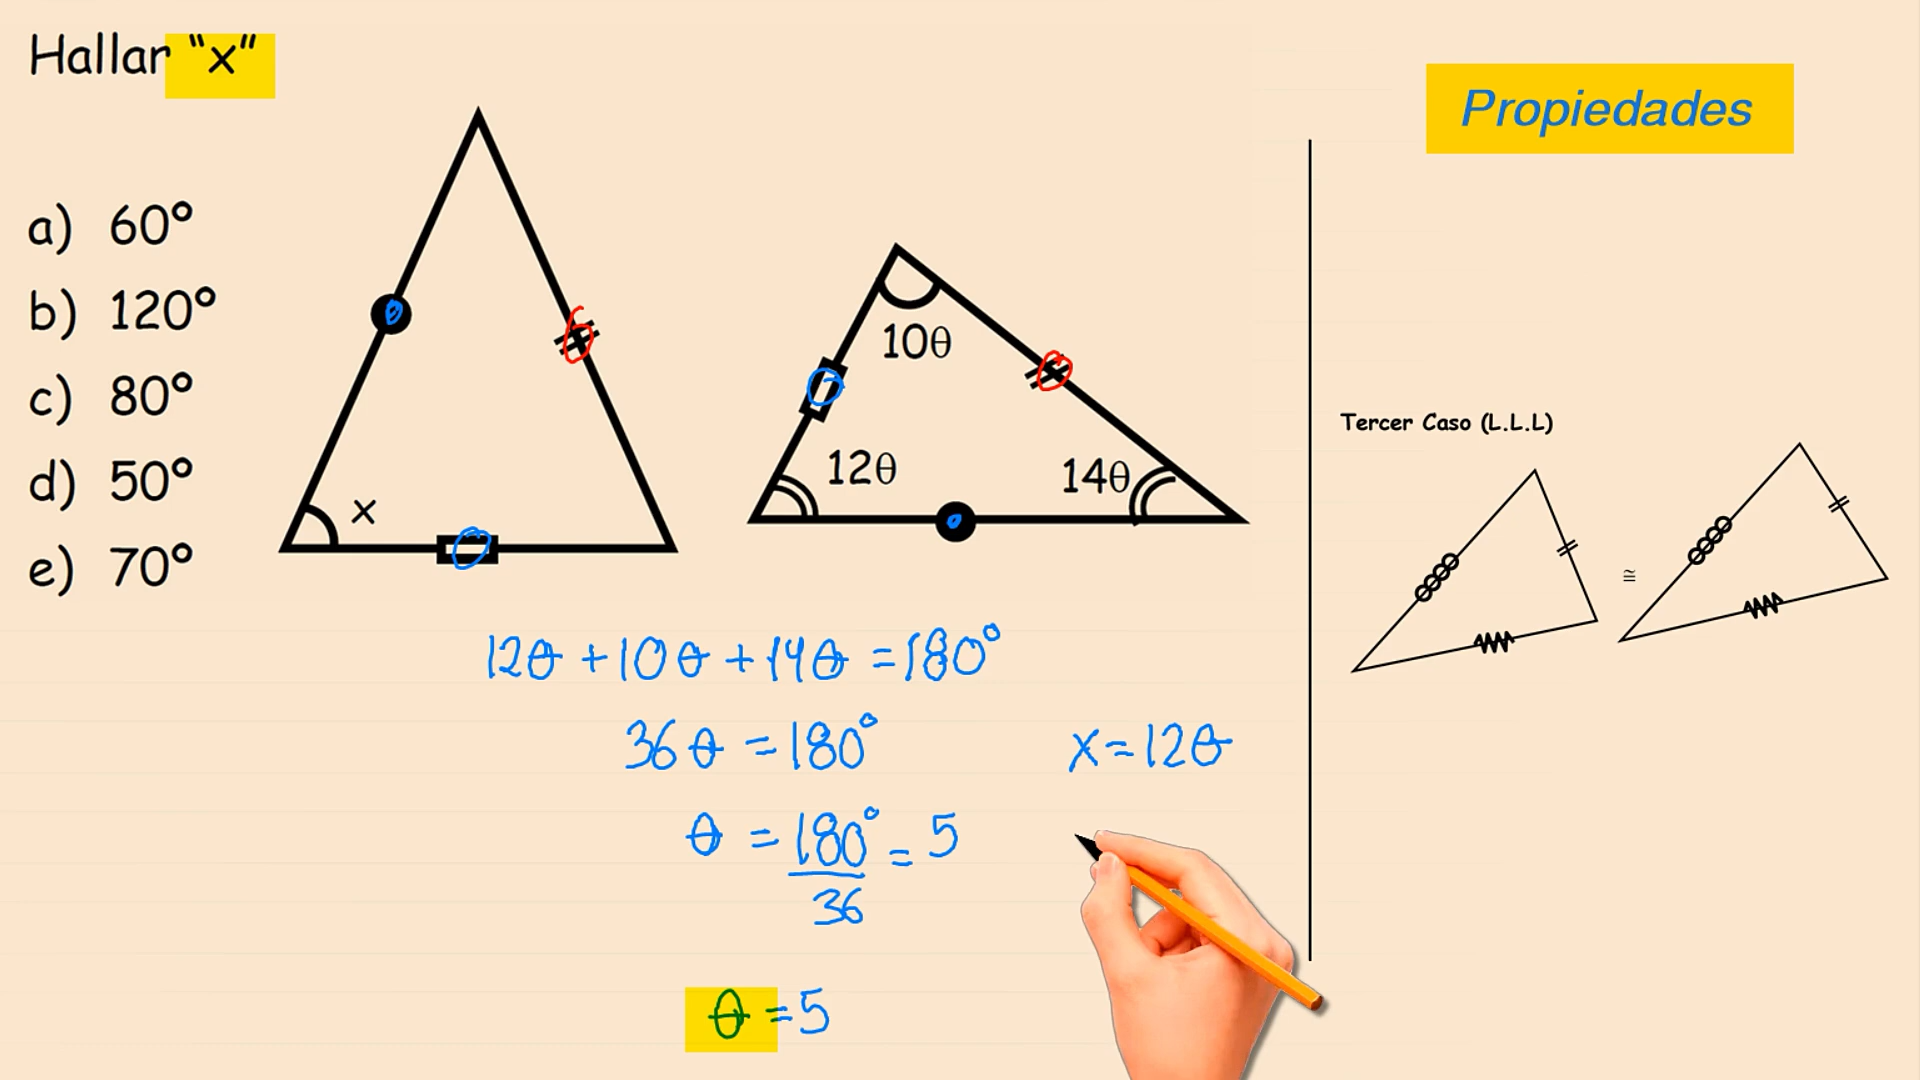 Hallar "x"
Propiedades
a) 60°
b) 120°
c) 80°
d) 50°
e) 70°
x
10θ
12θ
14θ
Tercer Caso (L.L.L)
≅
12θ + 10θ + 14θ = 180°
36θ = 180°
x = 12θ
θ = 180° = 5
36
θ = 5